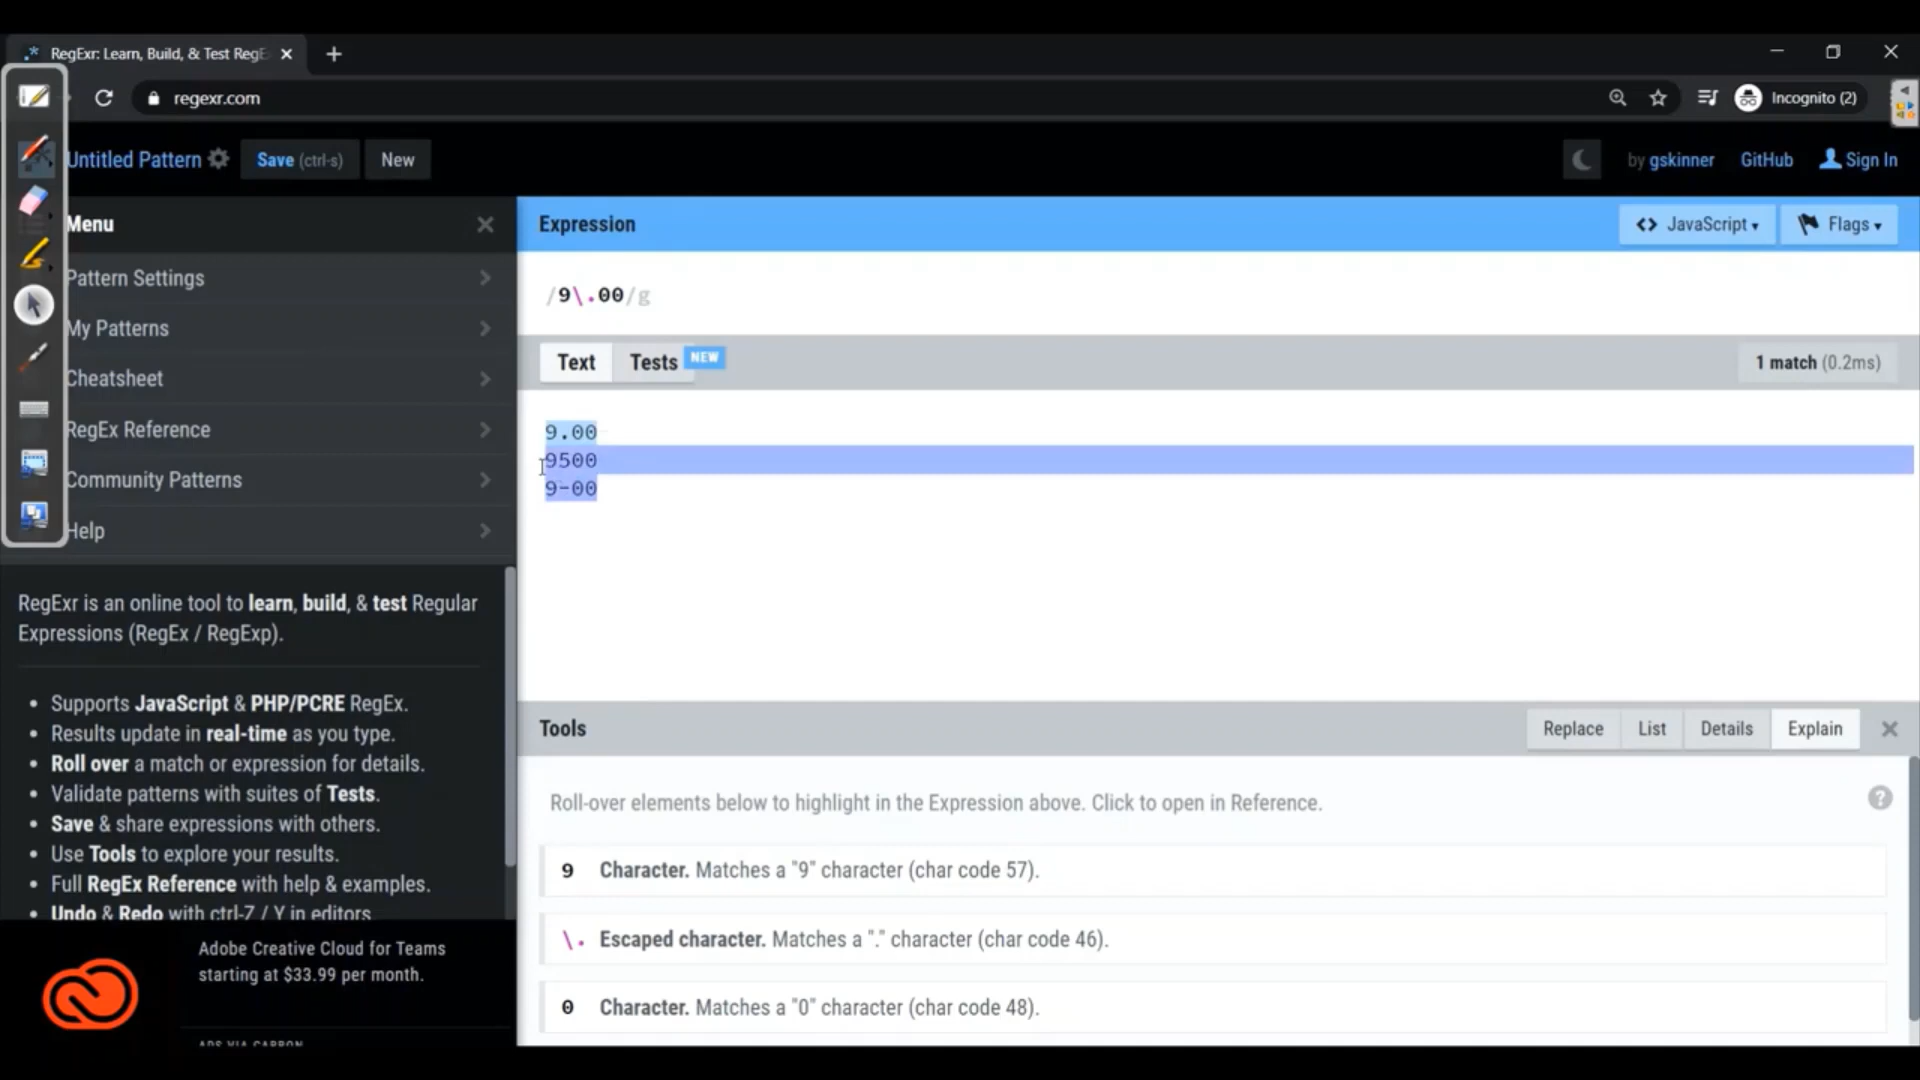 RegExr: Learn, Build, & Test RegE
regexr.com
Incognito (2)
Untitled Pattern
Save (ctrl-s)
New
by gskinner
GitHub
Sign In
Menu
Pattern Settings
My Patterns
Cheatsheet
RegEx Reference
Community Patterns
Help
RegExr is an online tool to learn, build, & test Regular
Expressions (RegEx / RegExp).
• Supports JavaScript & PHP/PCRE RegEx.
• Results update in real-time as you type.
• Roll over a match or expression for details.
• Validate patterns with suites of Tests.
• Save & share expressions with others.
• Use Tools to explore your results.
• Full RegEx Reference with help & examples.
• Undo & Redo with ctrl-Z / Y in editors
Adobe Creative Cloud for Teams
starting at $33.99 per month.
ADS VIA CARBON
Expression
<> JavaScript
Flags
/9\.00/g
Text
Tests NEW
1 match (0.2ms)
9.00
9500
9-00
Tools
Replace
List
Details
Explain
Roll-over elements below to highlight in the Expression above. Click to open in Reference.
9 Character. Matches a "9" character (char code 57).
\. Escaped character. Matches a "." character (char code 46).
0 Character. Matches a "0" character (char code 48).